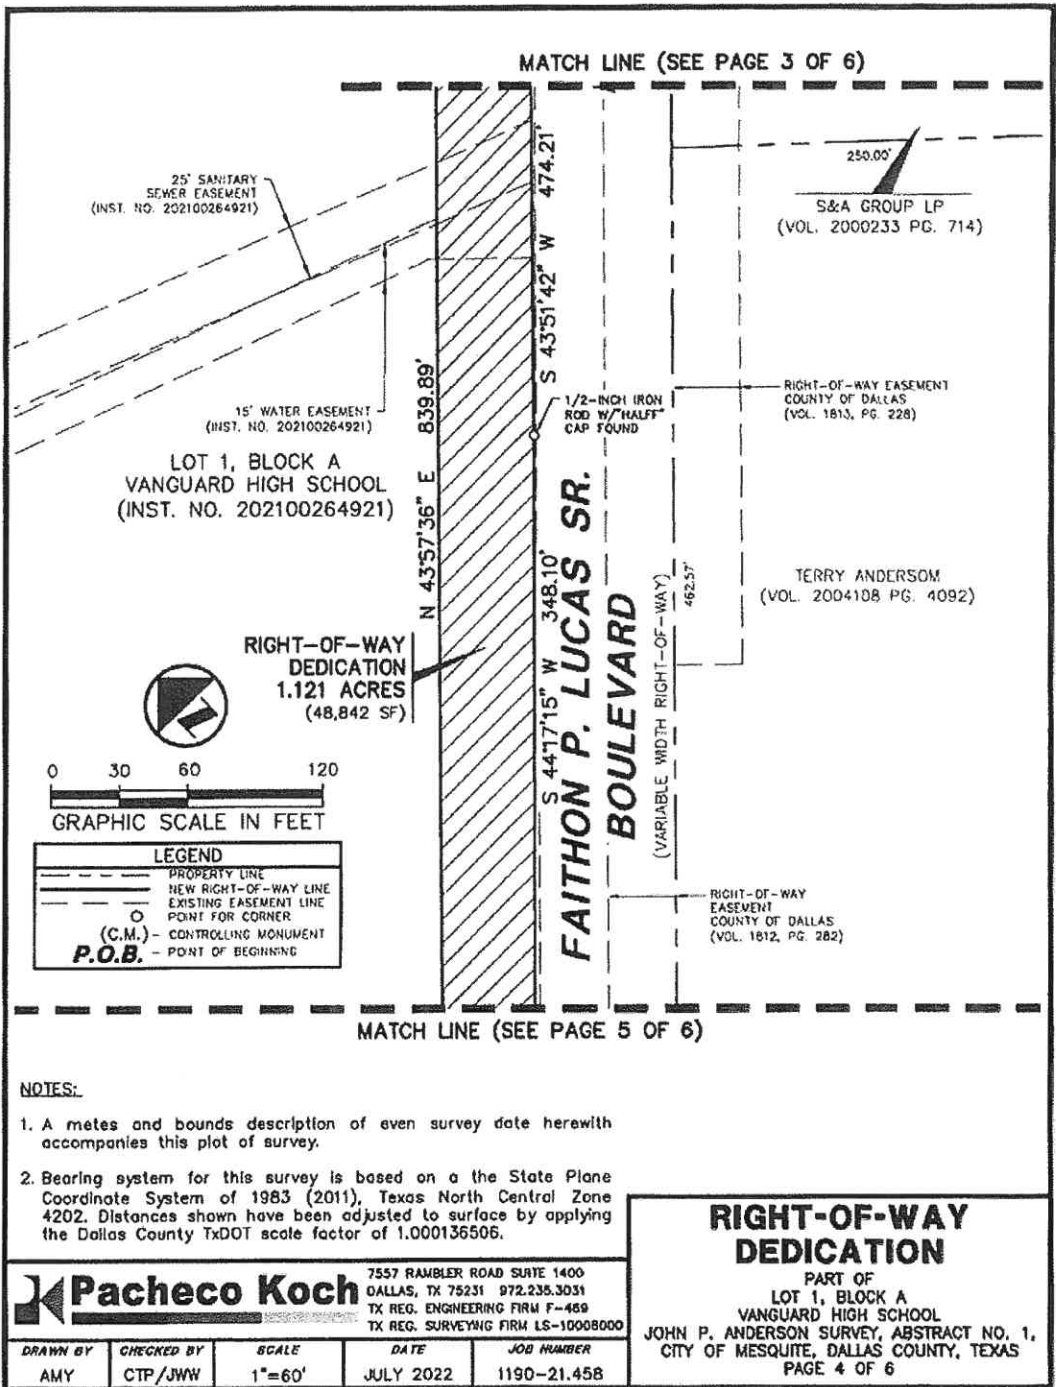 MATCH LINE (SEE PAGE 3 OF 6)
25' SANITARY
SEWER EASEMENT
(INST. NO. 202100264921)
474.21'
S 43°51'42" W
250.00'
S&A GROUP LP
(VOL. 2000233 PG. 714)
N 43°57'36" E 839.89'
15' WATER EASEMENT
(INST. NO. 202100264921)
1/2-INCH IRON
ROD W/"HALFF"
CAP FOUND
RIGHT-OF-WAY EASEMENT
COUNTY OF DALLAS
(VOL. 1813, PG. 228)
LOT 1, BLOCK A
VANGUARD HIGH SCHOOL
(INST. NO. 202100264921)
S 44°17'15" W 348.10'
FAITHON P. LUCAS SR.
BOULEVARD
(VARIABLE WIDTH RIGHT-OF-WAY)
462.57'
TERRY ANDERSOM
(VOL. 2004108 PG. 4092)
RIGHT-OF-WAY
DEDICATION
1.121 ACRES
(48,842 SF)
0 30 60 120
GRAPHIC SCALE IN FEET
LEGEND
PROPERTY LINE
NEW RIGHT-OF-WAY LINE
EXISTING EASEMENT LINE
POINT FOR CORNER
(C.M.) - CONTROLLING MONUMENT
P.O.B. - POINT OF BEGINNING
RIGHT-OF-WAY
EASEMENT
COUNTY OF DALLAS
(VOL. 1812, PG. 282)
MATCH LINE (SEE PAGE 5 OF 6)
NOTES:
1. A metes and bounds description of even survey date herewith
accompanies this plot of survey.
2. Bearing system for this survey is based on a the State Plane
Coordinate System of 1983 (2011), Texas North Central Zone
4202. Distances shown have been adjusted to surface by applying
the Dallas County TxDOT scale factor of 1.000136506.
Pacheco Koch
7557 RAMBLER ROAD SUITE 1400
DALLAS, TX 75231 972.235.3031
TX REG. ENGINEERING FIRM F-469
TX REG. SURVEYING FIRM LS-10008000
DRAWN BY CHECKED BY SCALE DATE JOB NUMBER
AMY CTP/JWW 1"=60' JULY 2022 1190-21.458
RIGHT-OF-WAY
DEDICATION
PART OF
LOT 1, BLOCK A
VANGUARD HIGH SCHOOL
JOHN P. ANDERSON SURVEY, ABSTRACT NO. 1,
CITY OF MESQUITE, DALLAS COUNTY, TEXAS
PAGE 4 OF 6